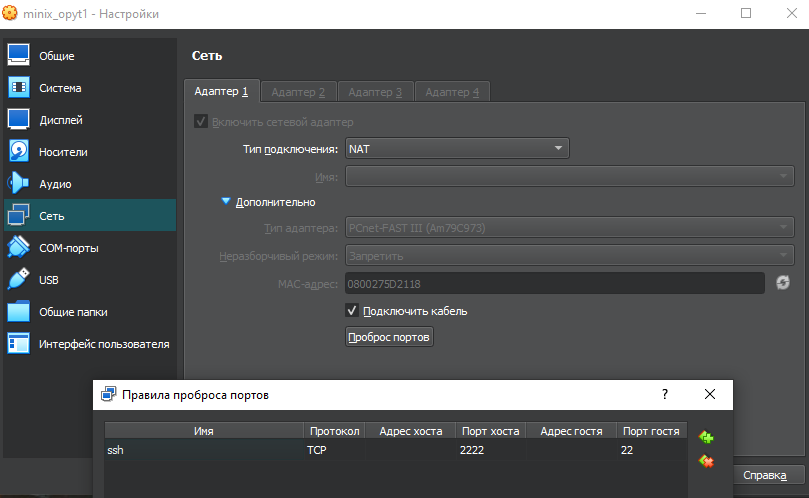 minix_opyt1 - Настройки
Общие
Система
Дисплей
Носители
Аудио
Сеть
COM-порты
USB
Общие папки
Интерфейс пользователя
Сеть
Адаптер 1 Адаптер 2 Адаптер 3 Адаптер 4
Включить сетевой адаптер
Тип подключения: NAT
Имя:
Дополнительно
Тип адаптера: PCnet-FAST III (Am79C973)
Неразборчивый режим: Запретить
MAC-адрес: 0800275D2118
Подключить кабель
Проброс портов
Правила проброса портов ?
Имя Протокол Адрес хоста Порт хоста Адрес гостя Порт гостя
ssh TCP 2222 22
Справка